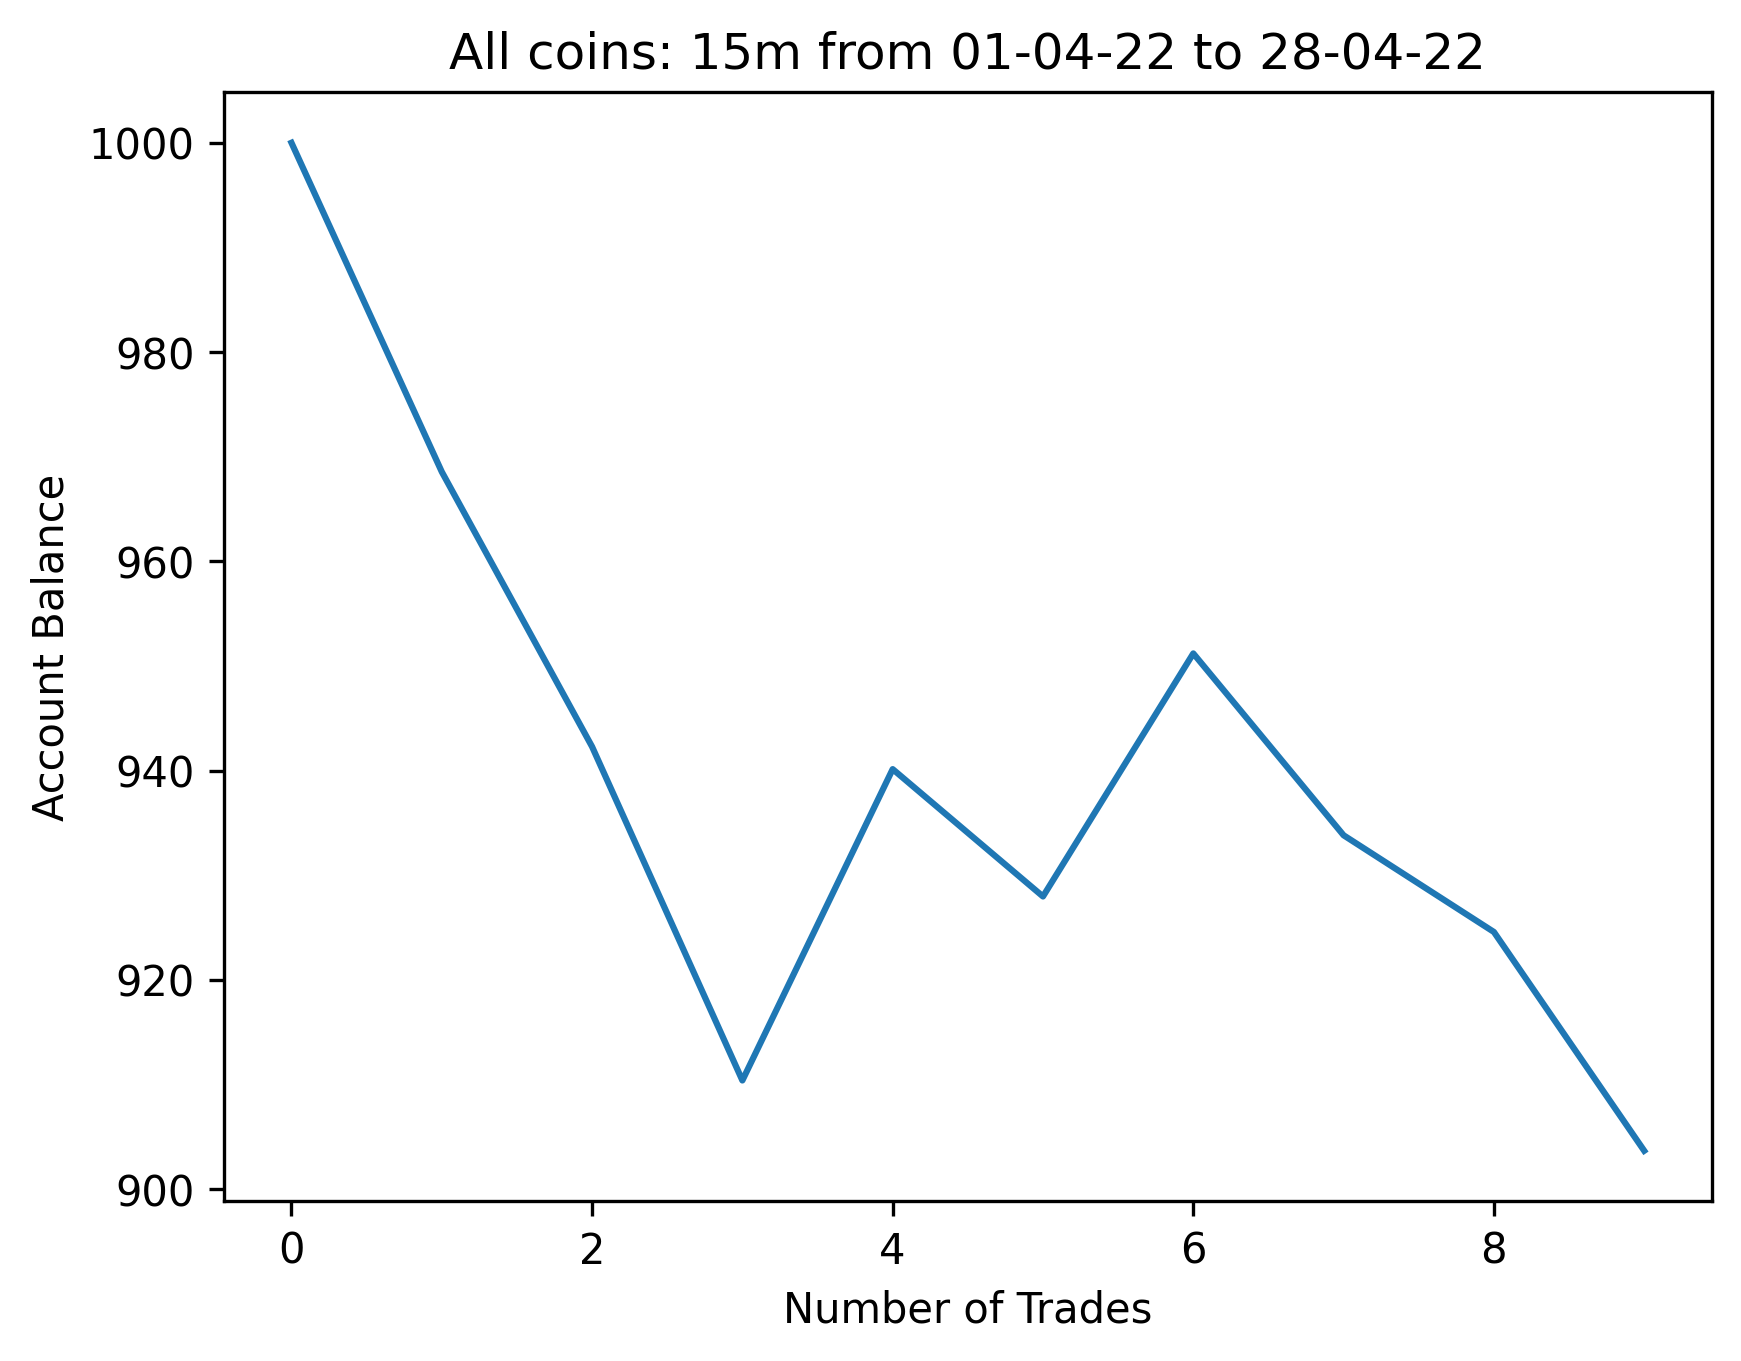 All coins: 15m from 01-04-22 to 28-04-22
1000
980
960
940
920
900
Account Balance
0 2 4 6 8
Number of Trades